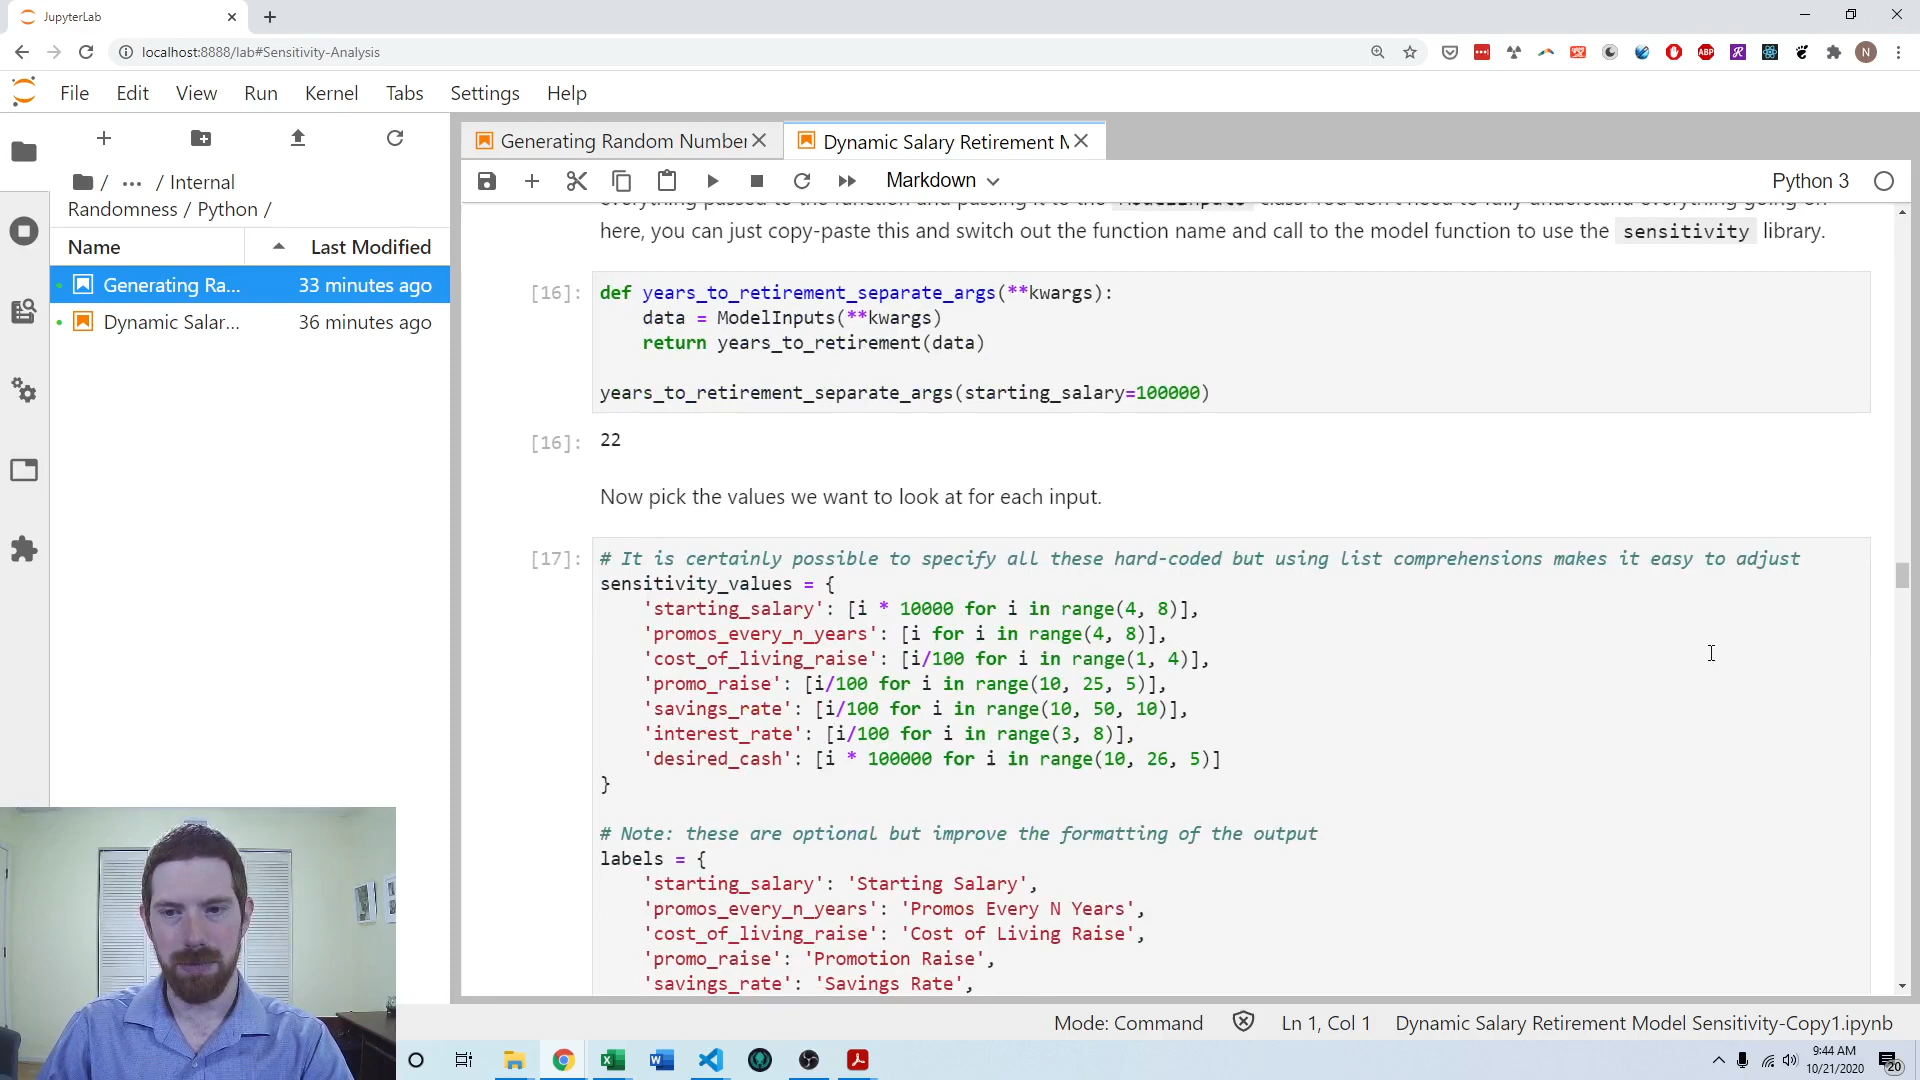 JupyterLab
localhost:8888/lab#Sensitivity-Analysis
ABP
N
File Edit View Run Kernel Tabs Settings Help
Generating Random Number
Dynamic Salary Retirement M
/ ... / Internal
Randomness / Python /
Markdown
Python 3
Name
Last Modified
Generating Ra... 33 minutes ago
Dynamic Salar... 36 minutes ago
here, you can just copy-paste this and switch out the function name and call to the model function to use the sensitivity library.
[16]: def years_to_retirement_separate_args(**kwargs):
data = ModelInputs(**kwargs)
return years_to_retirement(data)
years_to_retirement_separate_args(starting_salary=100000)
[16]: 22
Now pick the values we want to look at for each input.
[17]: # It is certainly possible to specify all these hard-coded but using list comprehensions makes it easy to adjust
sensitivity_values = {
'starting_salary': [i * 10000 for i in range(4, 8)],
'promos_every_n_years': [i for i in range(4, 8)],
'cost_of_living_raise': [i/100 for i in range(1, 4)],
'promo_raise': [i/100 for i in range(10, 25, 5)],
'savings_rate': [i/100 for i in range(10, 50, 10)],
'interest_rate': [i/100 for i in range(3, 8)],
'desired_cash': [i * 100000 for i in range(10, 26, 5)]
}
# Note: these are optional but improve the formatting of the output
labels = {
'starting_salary': 'Starting Salary',
'promos_every_n_years': 'Promos Every N Years',
'cost_of_living_raise': 'Cost of Living Raise',
'promo_raise': 'Promotion Raise',
'savings_rate': 'Savings Rate',
Mode: Command
Ln 1, Col 1
Dynamic Salary Retirement Model Sensitivity-Copy1.ipynb
9:44 AM
10/21/2020
20